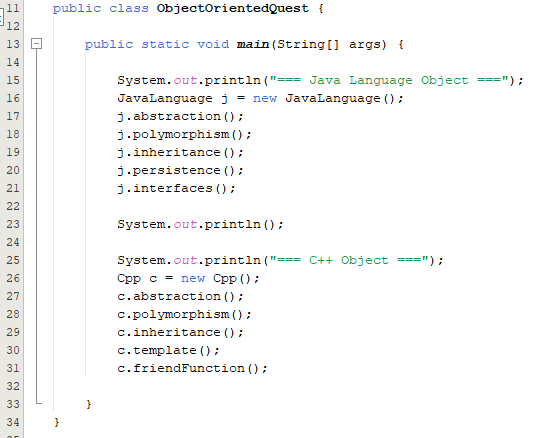 11 public class ObjectOrientedQuest {
12
13 public static void main(String[] args) {
14
15 System.out.println("=== Java Language Object ===");
16 JavaLanguage j = new JavaLanguage();
17 j.abstraction();
18 j.polymorphism();
19 j.inheritance();
20 j.persistence();
21 j.interfaces();
22
23 System.out.println();
24
25 System.out.println("=== C++ Object ===");
26 Cpp c = new Cpp();
27 c.abstraction();
28 c.polymorphism();
29 c.inheritance();
30 c.template();
31 c.friendFunction();
32
33 }
34 }